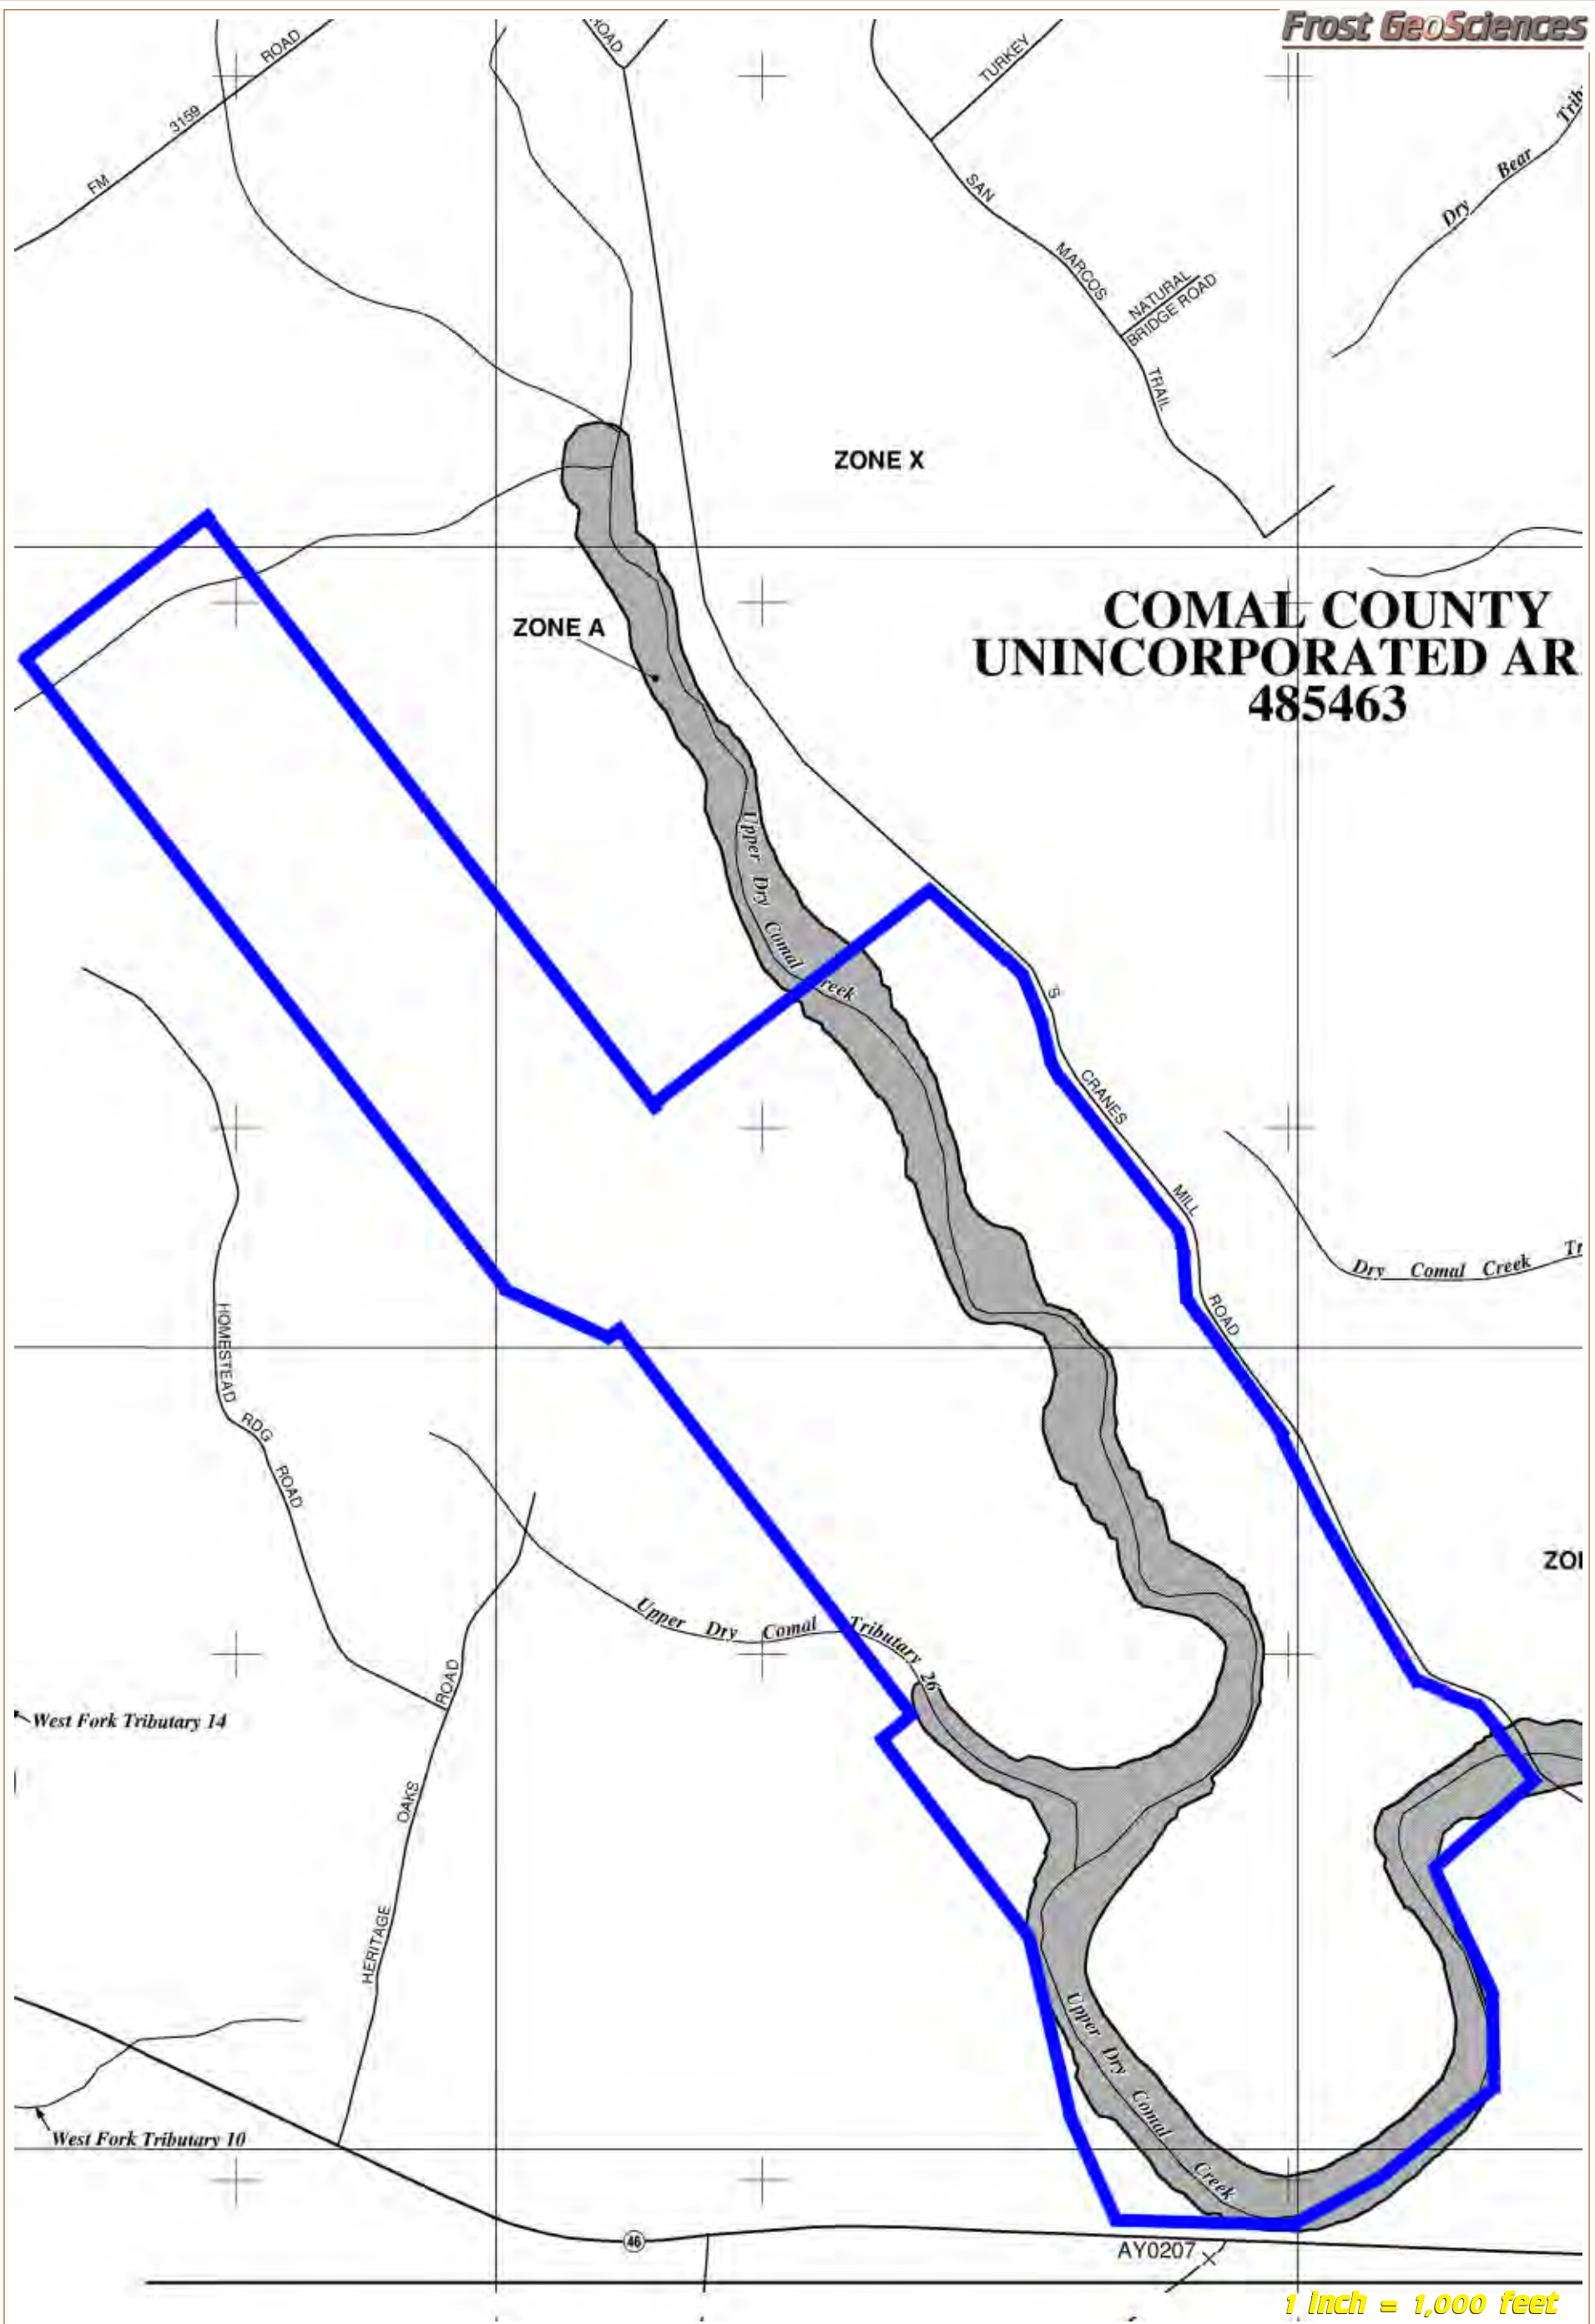 Frost GeoSciences
ROAD
ROAD
3159
FM
TURKEY
SAN
MARCOS
NATURAL
BRIDGE ROAD
TRAIL
Dry Bear Trib
ZONE X
ZONE A
COMAL COUNTY
UNINCORPORATED AR
485463
Upper Dry Comal Creek
'S
CRANES
MILL
ROAD
Dry Comal Creek Tr
HOMESTEAD
RDG
ROAD
Upper Dry Comal Tributary 26
ROAD
OAKS
HERITAGE
West Fork Tributary 14
West Fork Tributary 10
Upper Dry Comal Creek
46
AY0207
1 inch = 1,000 feet